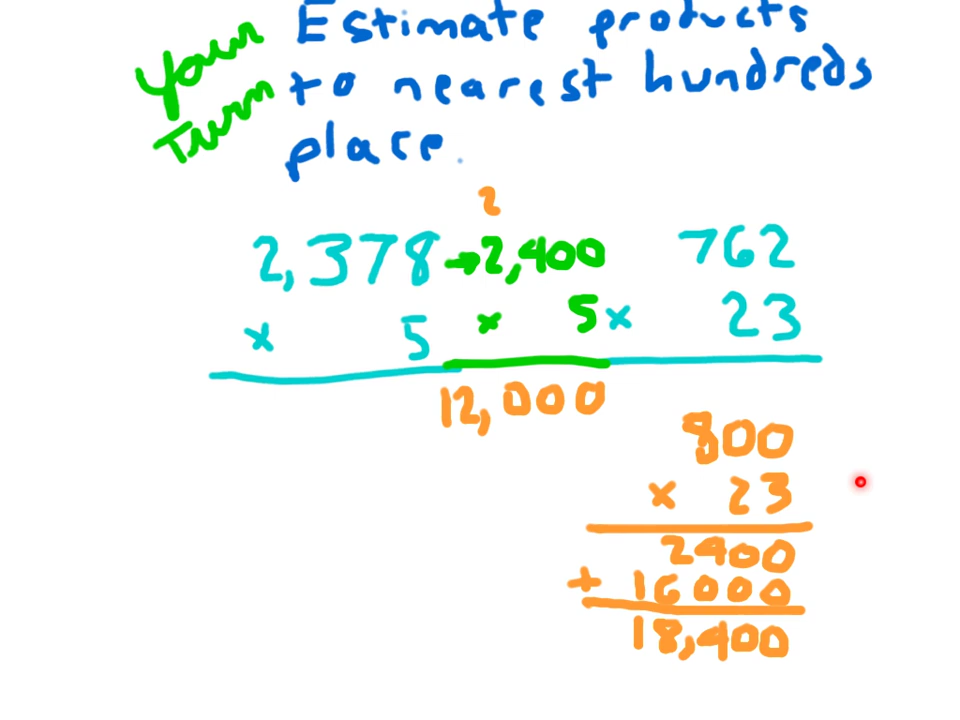 Your Turn
Estimate products
to nearest hundreds
place.
2
2,378 → 2,400 762
x 5 x 5 x 23
12,000
800
x 23
2400
+ 16000
18,400